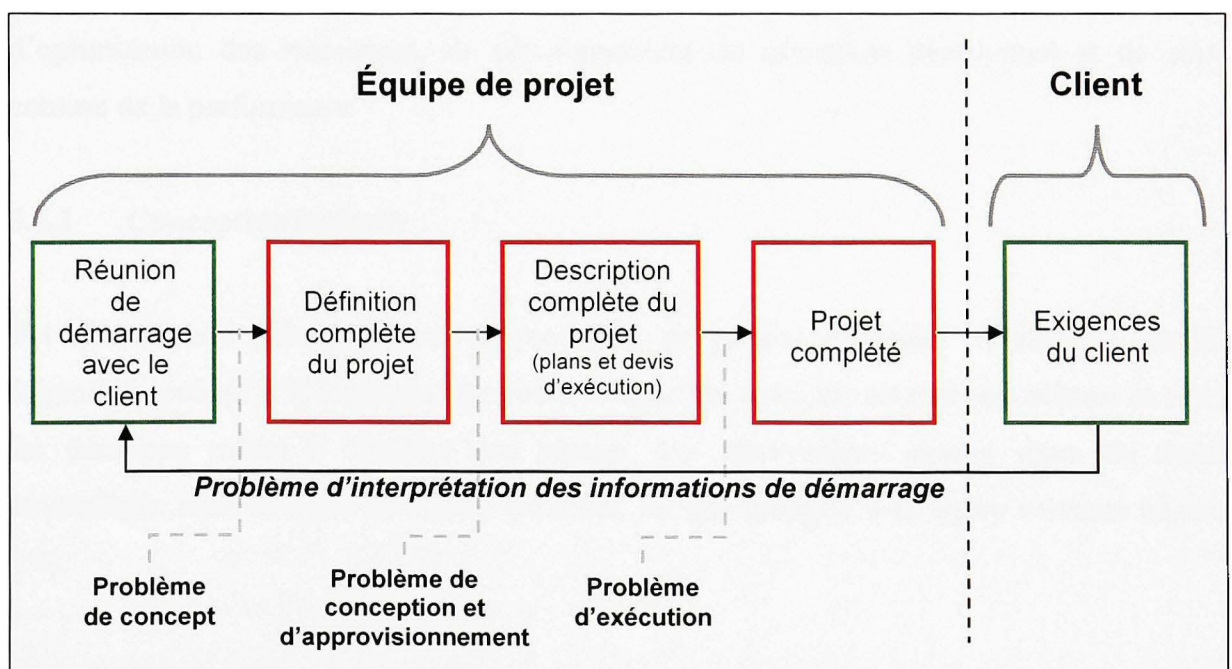 Équipe de projet
Client
Réunion
de
démarrage
avec le
client
Définition
complète
du projet
Description
complète du
projet
(plans et devis
d'exécution)
Projet
complété
Exigences
du client
Problème d'interprétation des informations de démarrage
Problème
de concept
Problème de
conception et
d'approvisionnement
Problème
d'exécution